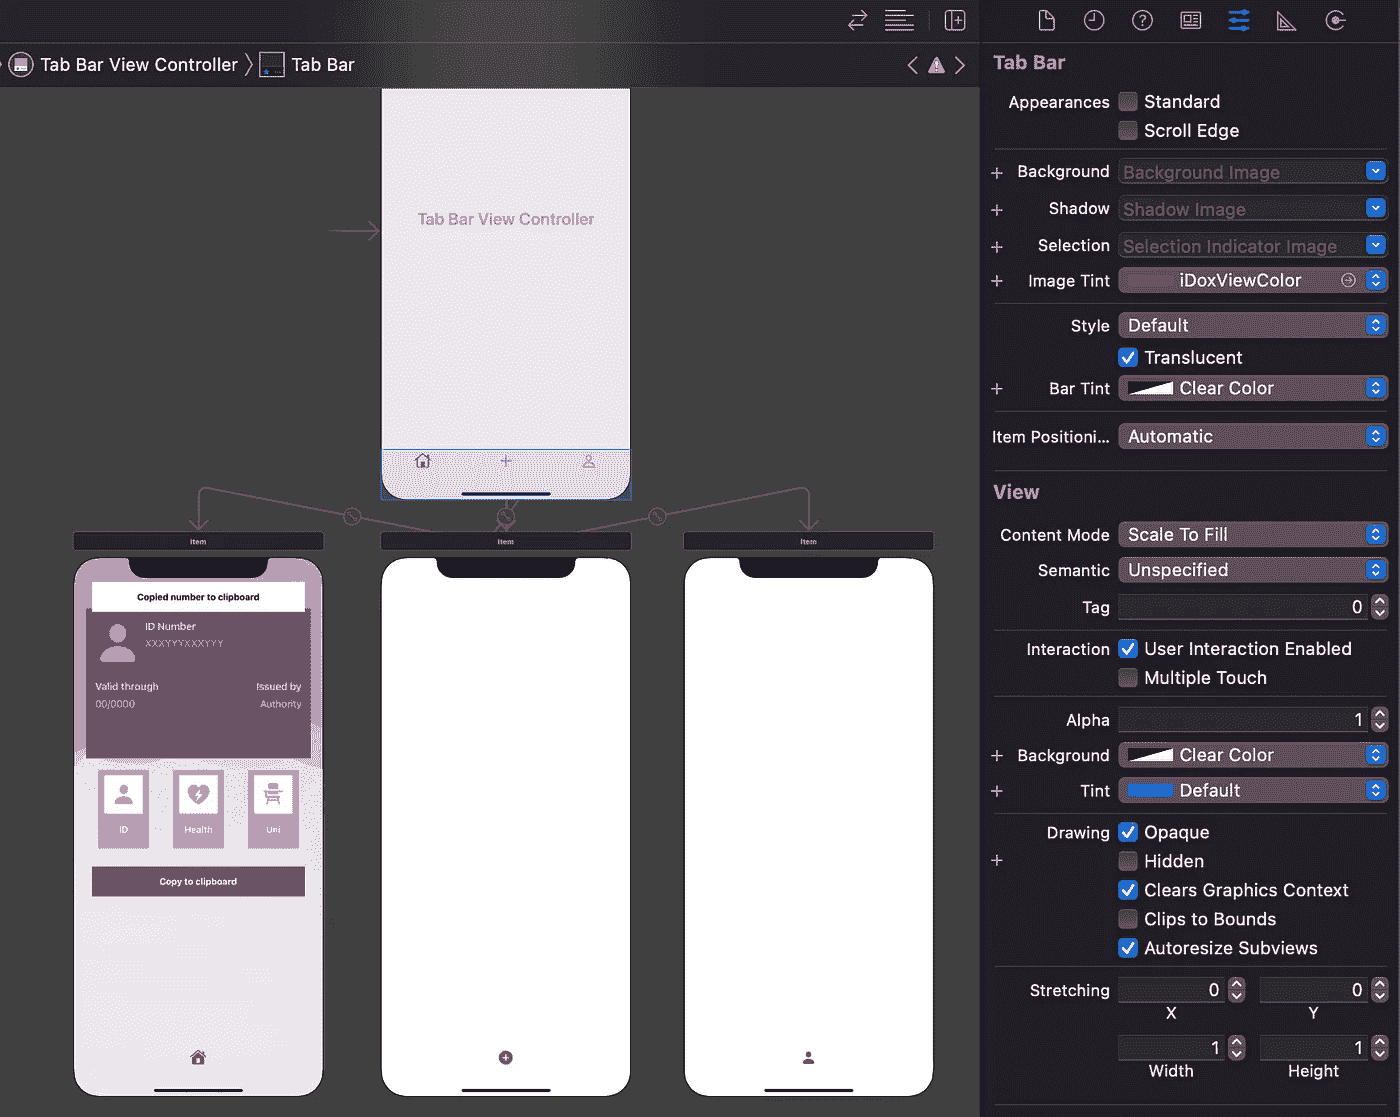 Tab Bar View Controller
Tab Bar
Tab Bar View Controller
Item
Item
Item
Copied number to clipboard
ID Number
XXXYYYXXXYYY
Valid through
Issued by
00/0000
Authority
ID
Health
Uni
Copy to clipboard
Tab Bar
Appearances Standard
Scroll Edge
Background Background Image
Shadow Shadow Image
Selection Selection Indicator Image
Image Tint iDoxViewColor
Style Default
Translucent
Bar Tint Clear Color
Item Positioni... Automatic
View
Content Mode Scale To Fill
Semantic Unspecified
Tag 0
Interaction User Interaction Enabled
Multiple Touch
Alpha 1
Background Clear Color
Tint Default
Drawing Opaque
Hidden
Clears Graphics Context
Clips to Bounds
Autoresize Subviews
Stretching 0 0
X Y
1 1
Width Height